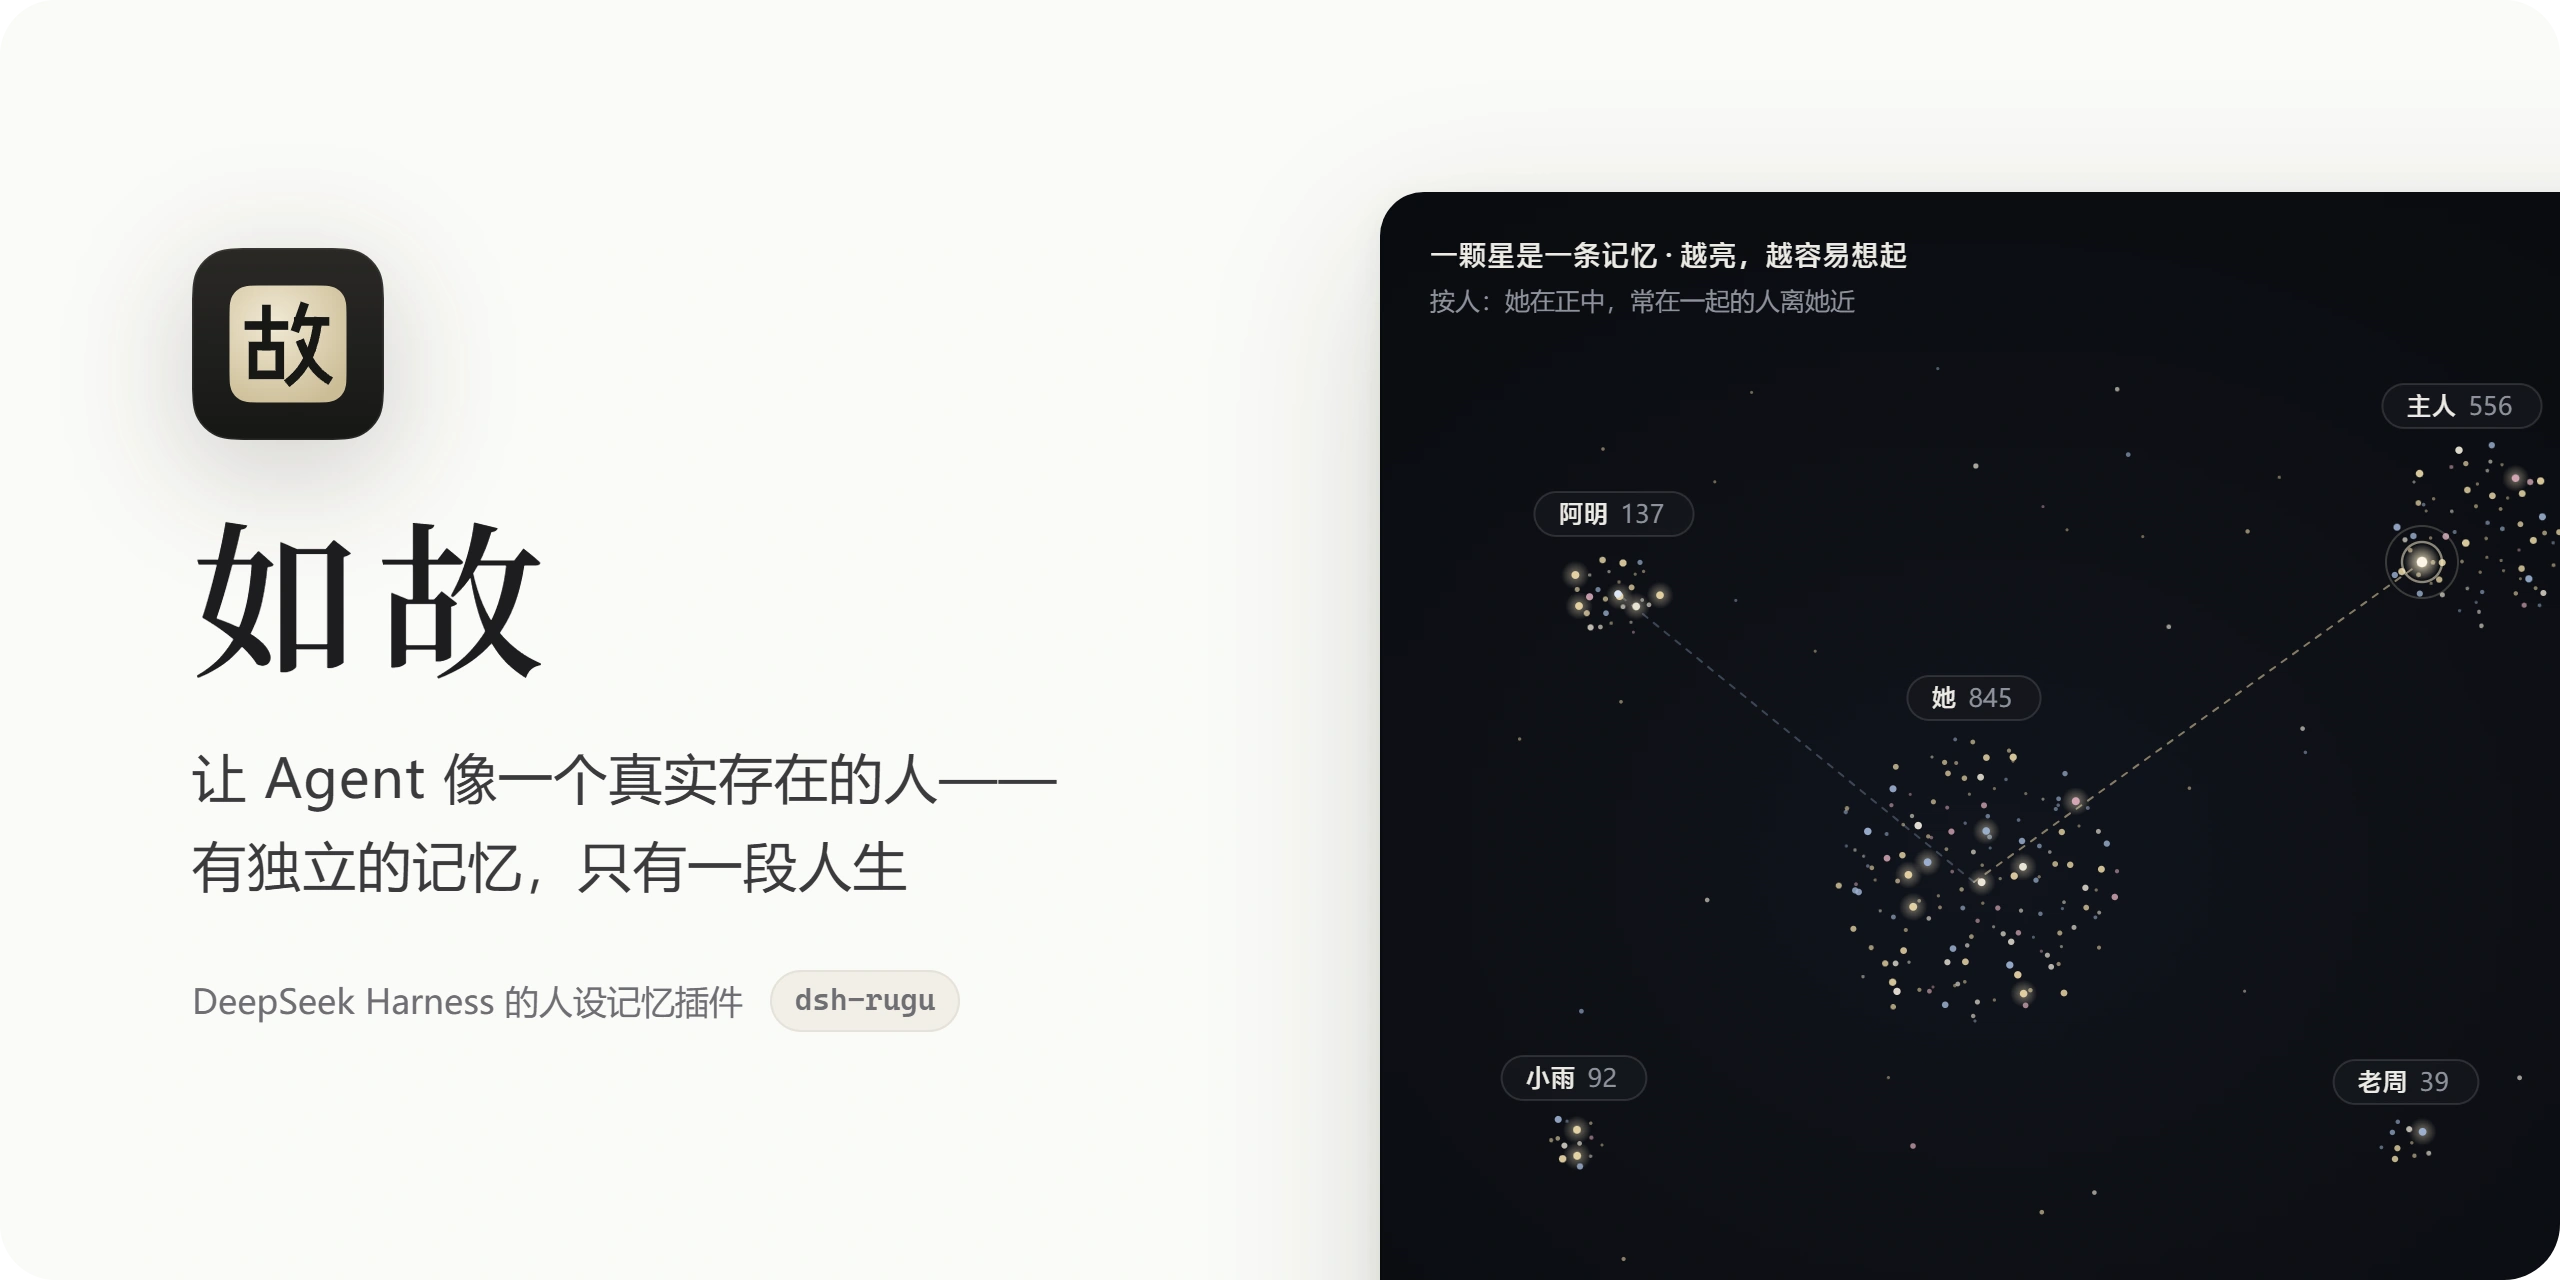 故
如故
让 Agent 像一个真实存在的人——
有独立的记忆，只有一段人生
DeepSeek Harness 的人设记忆插件 dsh-rugu
一颗星是一条记忆 · 越亮，越容易想起
按人：她在正中，常在一起的人离她近
主人 556
阿明 137
她 845
小雨 92
老周 39